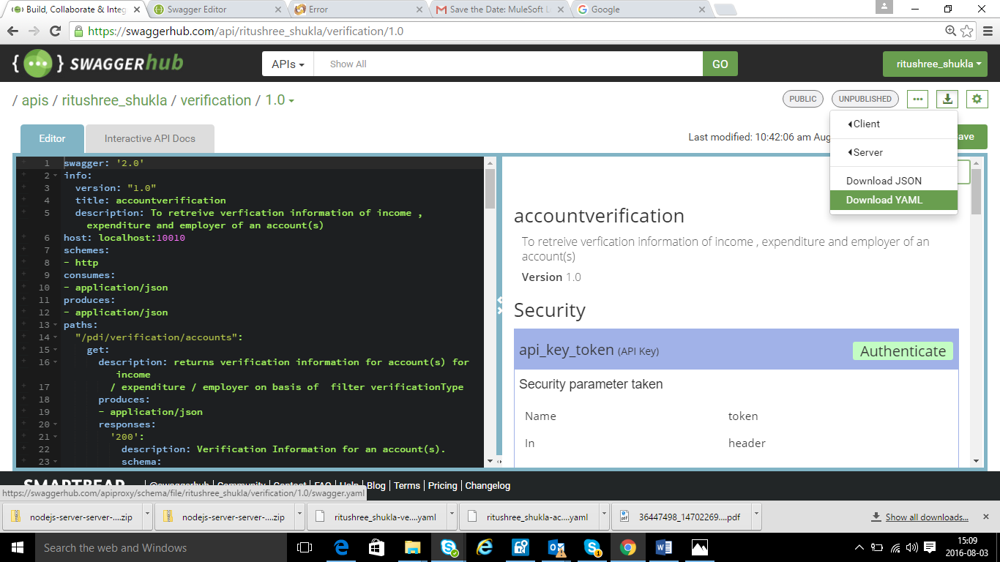 Build, Collaborate & Integ
Swagger Editor
Error
Save the Date: MuleSoft L
Google
https://swaggerhub.com/api/ritushree_shukla/verification/1.0
{ ••• } SWAGGERhub
APIs
Show All
GO
ritushree_shukla
/ apis / ritushree_shukla / verification / 1.0
PUBLIC
UNPUBLISHED
Editor
Interactive API Docs
Last modified: 10:42:06 am Aug
ave
Client
Server
Download JSON
Download YAML
1 swagger: '2.0'
2 info:
3 version: "1.0"
4 title: accountverification
5 description: To retreive verfication information of income ,
expenditure and employer of an account(s)
6 host: localhost:10010
7 schemes:
8 - http
9 consumes:
10 - application/json
11 produces:
12 - application/json
13 paths:
14 "/pdi/verification/accounts":
15 get:
16 description: returns verification information for account(s) for
income
17 / expenditure / employer on basis of  filter verificationType
18 produces:
19 - application/json
20 responses:
21 '200':
22 description: Verification Information for an account(s).
23 schema:
accountverification
To retreive verfication information of income , expenditure and employer of an
account(s)
Version 1.0
Security
api_key_token (API Key)
Authenticate
Security parameter taken
Name token
In header
SMARTBEAR | @swaggerhub | Community | Contact | FAQ | Help | Blog | Terms | Pricing | Changelog
https://swaggerhub.com/apiproxy/schema/file/ritushree_shukla/verification/1.0/swagger.yaml
nodejs-server-server-....zip
nodejs-server-server-....zip
ritushree_shukla-ve....yaml
ritushree_shukla-ac....yaml
36447498_14702269....pdf
Show all downloads...
Search the web and Windows
15:09
2016-08-03